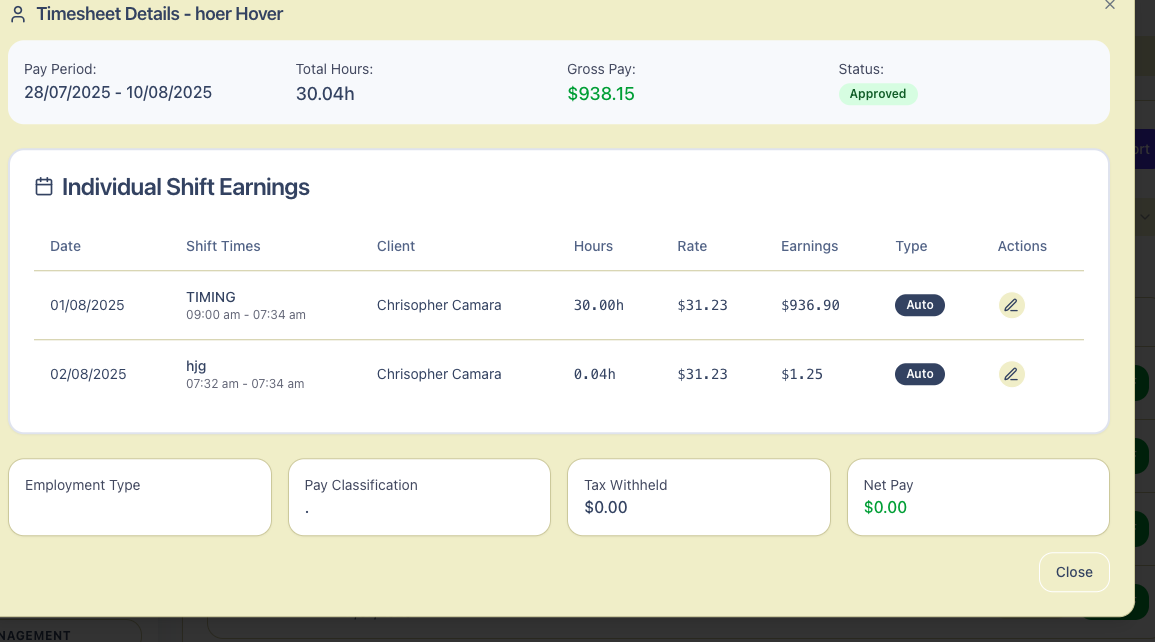 Timesheet Details - hoer Hover
Pay Period:
28/07/2025 - 10/08/2025
Total Hours:
30.04h
Gross Pay:
$938.15
Status:
Approved
Individual Shift Earnings
Date Shift Times Client Hours Rate Earnings Type Actions
01/08/2025 TIMING Chrisopher Camara 30.00h $31.23 $936.90 Auto
09:00 am - 07:34 am
02/08/2025 hjg Chrisopher Camara 0.04h $31.23 $1.25 Auto
07:32 am - 07:34 am
Employment Type
Pay Classification
.
Tax Withheld
$0.00
Net Pay
$0.00
Close